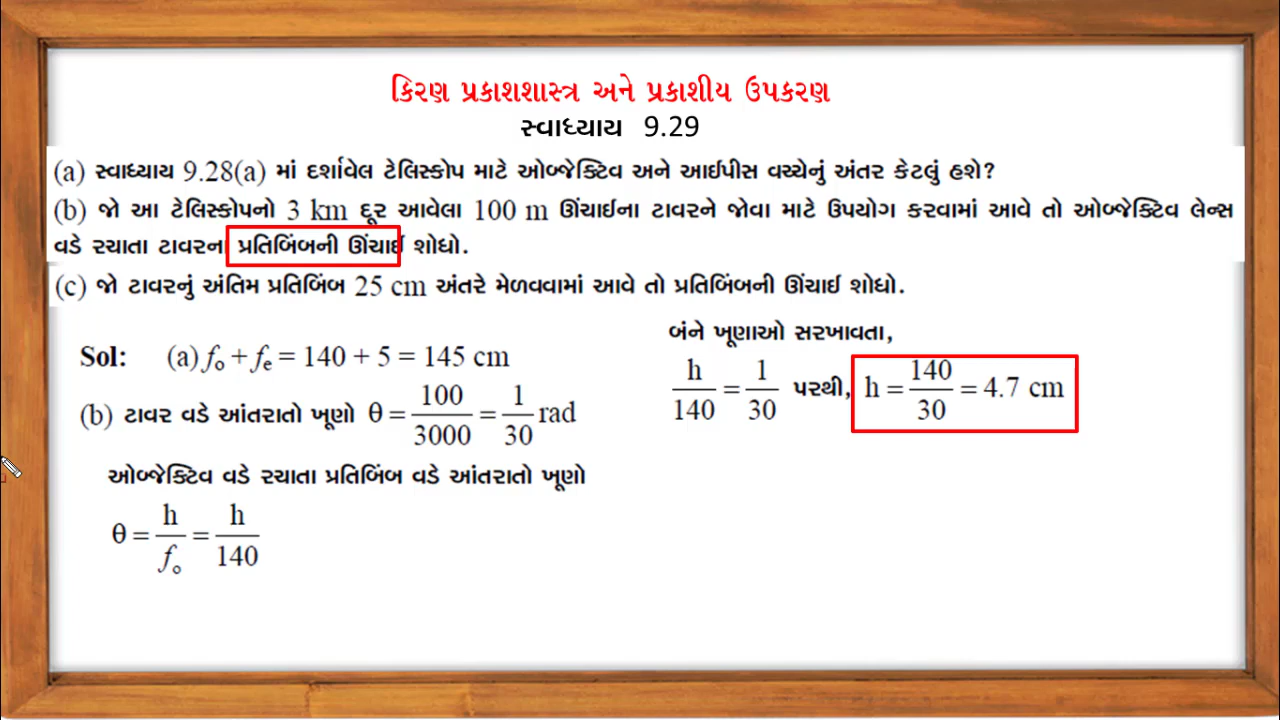 કિરણ પ્રકાશશાસ્ત્ર અને પ્રકાશીય ઉપકરણ
સ્વાધ્યાય 9.29
(a) સ્વાધ્યાય 9.28(a) માં દર્શાવેલ ટેલિસ્કોપ માટે ઓબ્જેક્ટિવ અને આઈપીસ વચ્ચેનું અંતર કેટલું હશે?
(b) જો આ ટેલિસ્કોપનો 3 km દૂર આવેલા 100 m ઊંચાઈના ટાવરને જોવા માટે ઉપયોગ કરવામાં આવે તો ઓબ્જેક્ટિવ લેન્સ
વડે રચાતા ટાવરના પ્રતિબિંબની ઊંચાઈ શોધો.
(c) જો ટાવરનું અંતિમ પ્રતિબિંબ 25 cm અંતરે મેળવવામાં આવે તો પ્રતિબિંબની ઊંચાઈ શોધો.
Sol: (a) fₒ + fₑ = 140 + 5 = 145 cm
(b) ટાવર વડે આંતરાતો ખૂણો θ = 100/3000 = 1/30 rad
ઓબ્જેક્ટિવ વડે રચાતા પ્રતિબિંબ વડે આંતરાતો ખૂણો
θ = h/fₒ = h/140
બંને ખૂણાઓ સરખાવતા,
h/140 = 1/30 પરથી, h = 140/30 = 4.7 cm